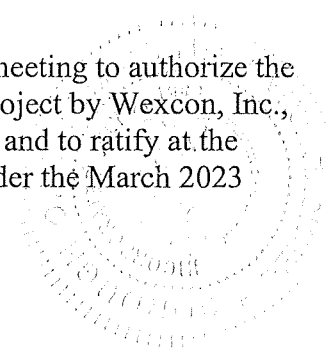 neeting to authorize the
oject by Wexcon, Inc.,
and to ratify at the
der the March 2023